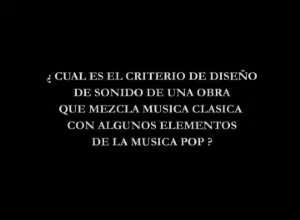 ¿ CUAL ES EL CRITERIO DE DISEÑO
DE SONIDO DE UNA OBRA
QUE MEZCLA MUSICA CLASICA
CON ALGUNOS ELEMENTOS
DE LA MUSICA POP ?